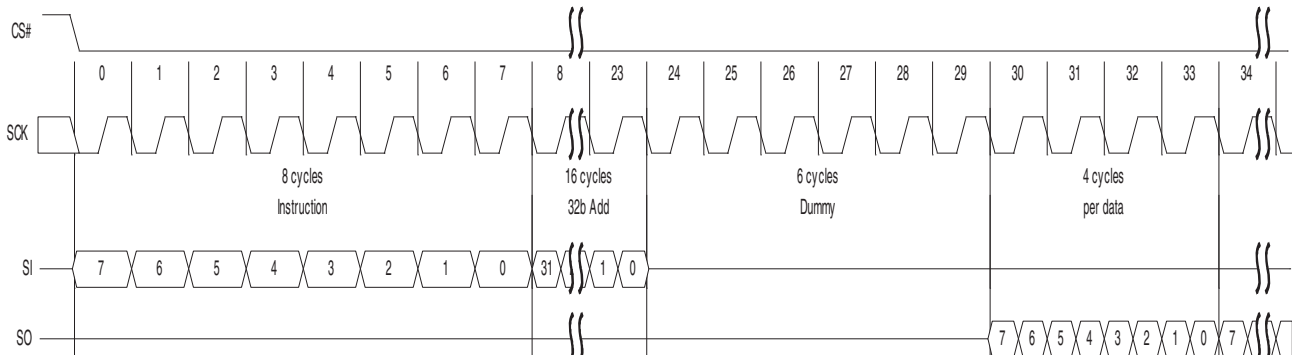 CS#
0 1 2 3 4 5 6 7 8 23 24 25 26 27 28 29 30 31 32 33 34
SCK
8 cycles 16 cycles 6 cycles 4 cycles
Instruction 32b Add Dummy per data
SI 7 6 5 4 3 2 1 0 31 1 0
SO 7 6 5 4 3 2 1 0 7